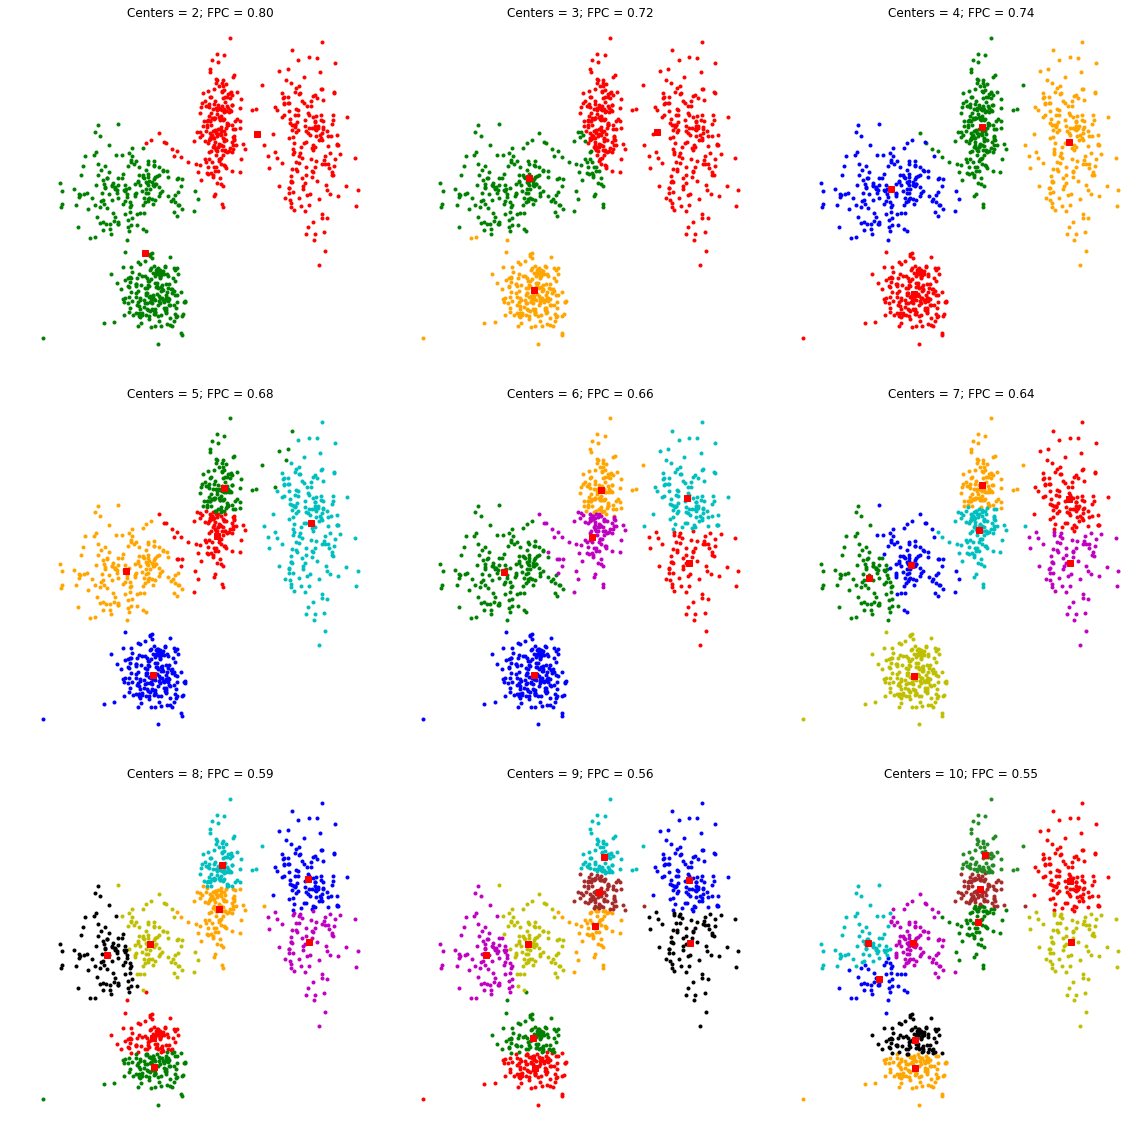 Centers = 2; FPC = 0.80
Centers = 3; FPC = 0.72
Centers = 4; FPC = 0.74
Centers = 5; FPC = 0.68
Centers = 6; FPC = 0.66
Centers = 7; FPC = 0.64
Centers = 8; FPC = 0.59
Centers = 9; FPC = 0.56
Centers = 10; FPC = 0.55